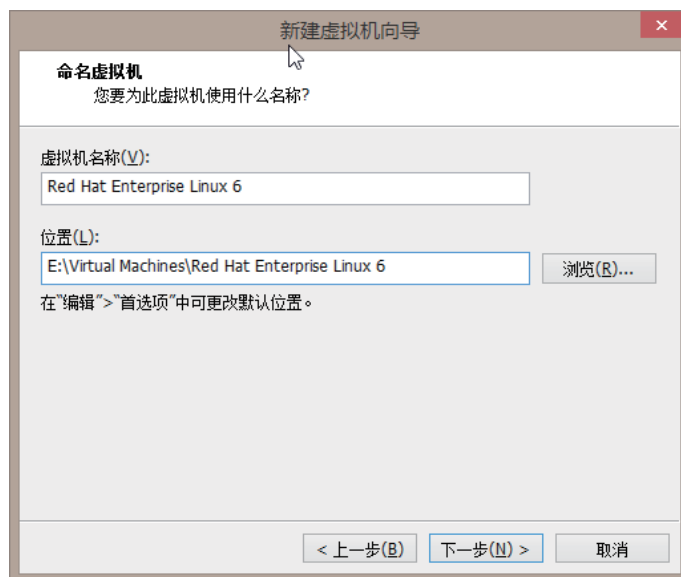 新建虚拟机向导
命名虚拟机
您要为此虚拟机使用什么名称?
虚拟机名称(V):
Red Hat Enterprise Linux 6
位置(L):
E:\Virtual Machines\Red Hat Enterprise Linux 6
浏览(R)...
在"编辑">"首选项"中可更改默认位置。
< 上一步(B) 下一步(N) > 取消